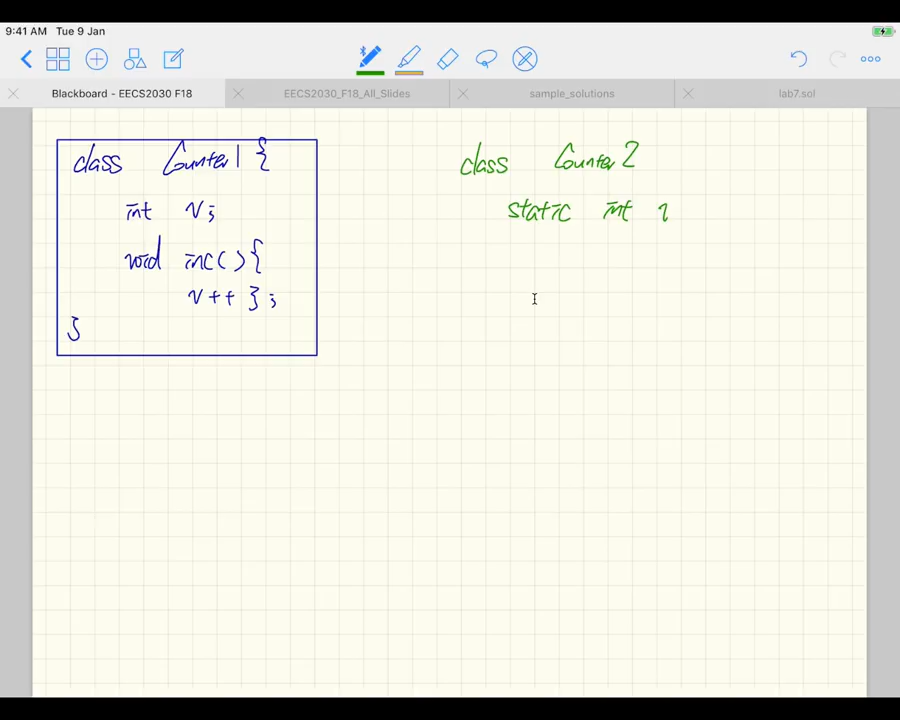 9:41 AM Tue 9 Jan
Blackboard - EECS2030 F18
EECS2030_F18_All_Slides
sample_solutions
lab7.sol
class Counter1 {
int v;
void inc() {
v++ };
}
class Counter2
static int